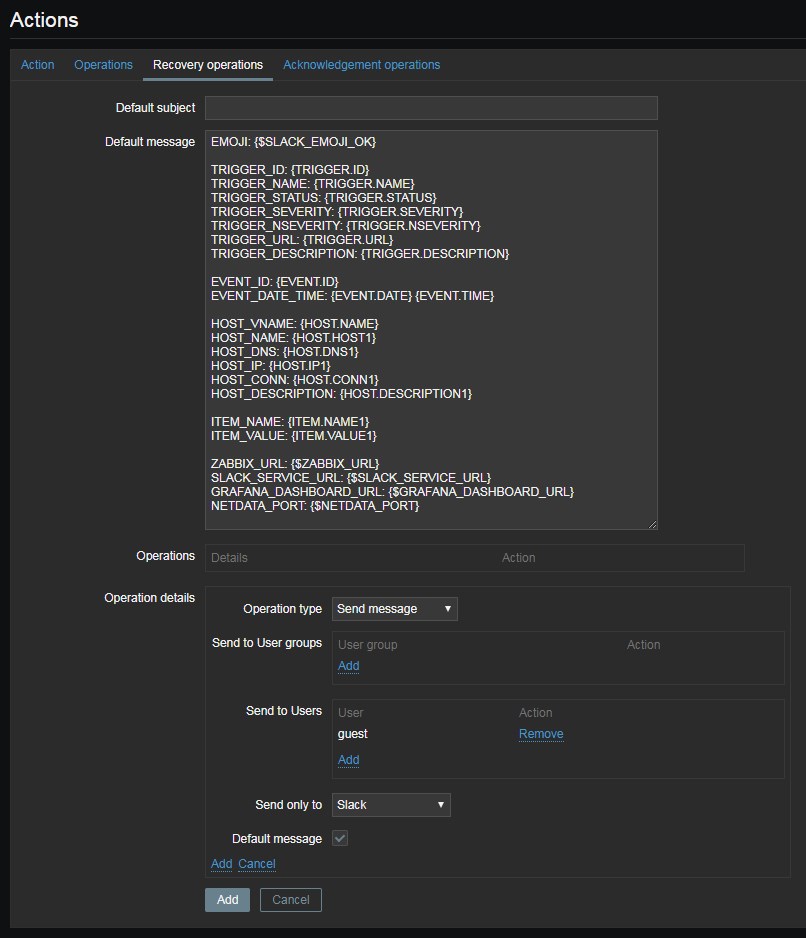 Actions
Action Operations Recovery operations Acknowledgement operations
Default subject
Default message
EMOJI: {$SLACK_EMOJI_OK}
TRIGGER_ID: {TRIGGER.ID}
TRIGGER_NAME: {TRIGGER.NAME}
TRIGGER_STATUS: {TRIGGER.STATUS}
TRIGGER_SEVERITY: {TRIGGER.SEVERITY}
TRIGGER_NSEVERITY: {TRIGGER.NSEVERITY}
TRIGGER_URL: {TRIGGER.URL}
TRIGGER_DESCRIPTION: {TRIGGER.DESCRIPTION}
EVENT_ID: {EVENT.ID}
EVENT_DATE_TIME: {EVENT.DATE} {EVENT.TIME}
HOST_VNAME: {HOST.NAME}
HOST_NAME: {HOST.HOST1}
HOST_DNS: {HOST.DNS1}
HOST_IP: {HOST.IP1}
HOST_CONN: {HOST.CONN1}
HOST_DESCRIPTION: {HOST.DESCRIPTION1}
ITEM_NAME: {ITEM.NAME1}
ITEM_VALUE: {ITEM.VALUE1}
ZABBIX_URL: {$ZABBIX_URL}
SLACK_SERVICE_URL: {$SLACK_SERVICE_URL}
GRAFANA_DASHBOARD_URL: {$GRAFANA_DASHBOARD_URL}
NETDATA_PORT: {$NETDATA_PORT}
Operations Details Action
Operation details
Operation type Send message
Send to User groups User group Action
Add
Send to Users User Action
guest Remove
Add
Send only to Slack
Default message
Add Cancel
Add Cancel